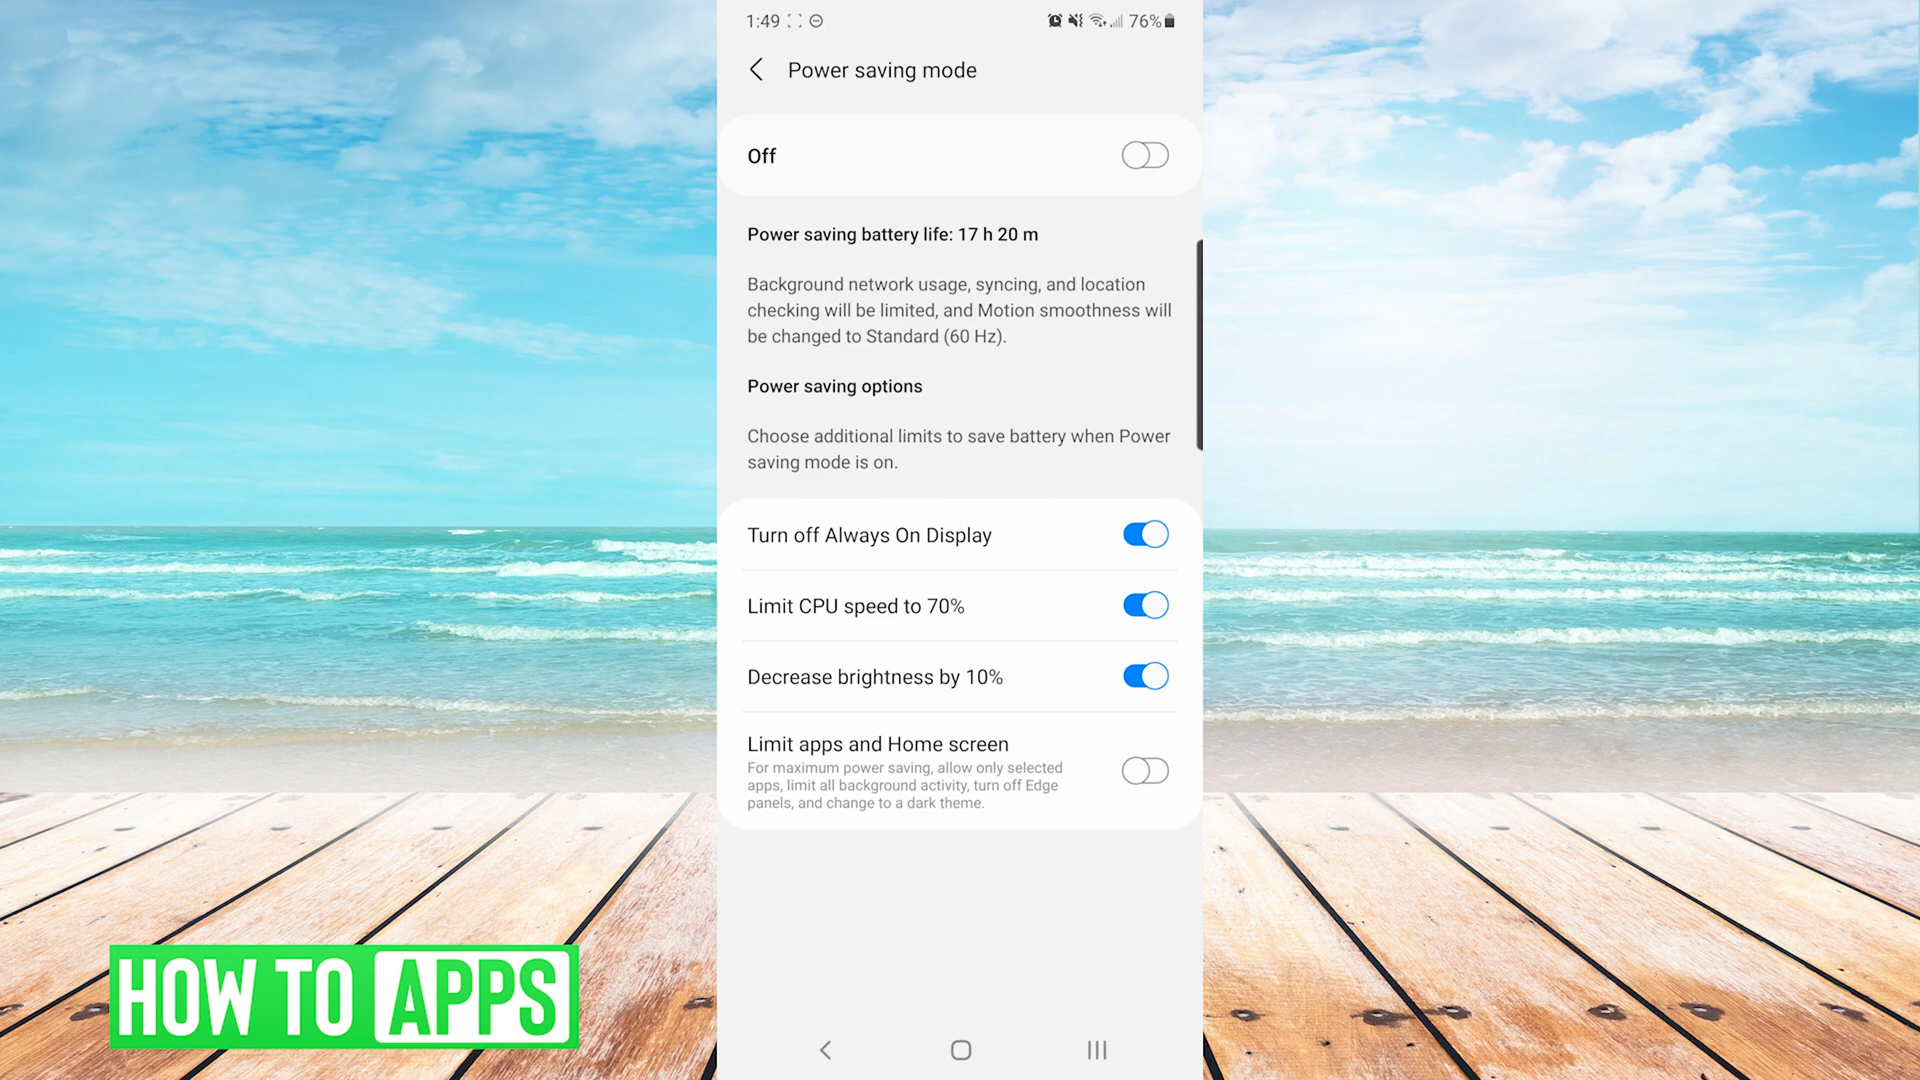 1:49
76%
Power saving mode
Off
Power saving battery life: 17 h 20 m
Background network usage, syncing, and location
checking will be limited, and Motion smoothness will
be changed to Standard (60 Hz).
Power saving options
Choose additional limits to save battery when Power
saving mode is on.
Turn off Always On Display
Limit CPU speed to 70%
Decrease brightness by 10%
Limit apps and Home screen
For maximum power saving, allow only selected
apps, limit all background activity, turn off Edge
panels, and change to a dark theme.
HOW TO APPS